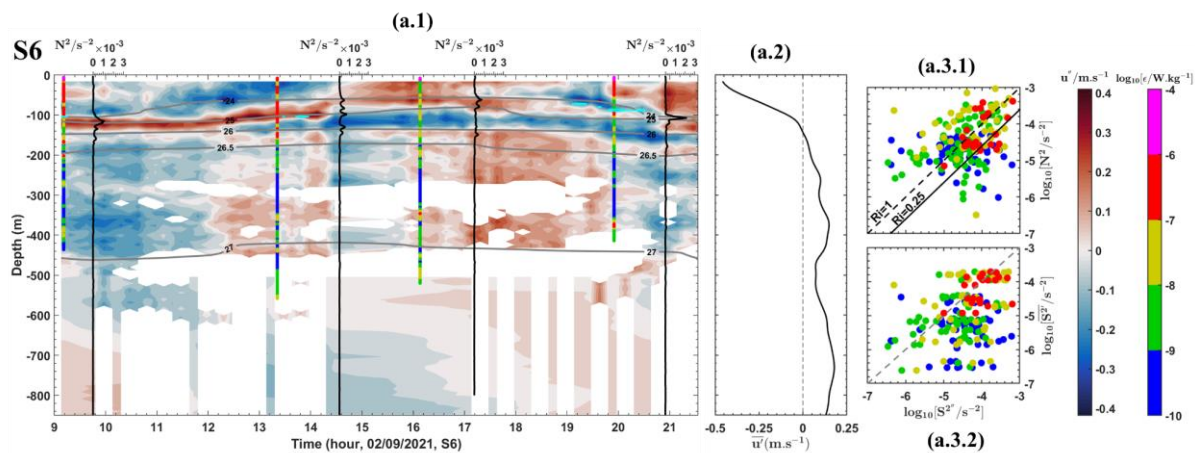 (a.1)
S6
N²/s⁻² ×10⁻³
N²/s⁻² ×10⁻³
N²/s⁻² ×10⁻³
N²/s⁻² ×10⁻³
0 1 2 3
0 1 2 3
0 1 2 3
0 1 2 3
Depth (m)
0
-100
-200
-300
-400
-500
-600
-700
-800
24
25
26
26.5
27
24
25
26
26.5
27
9 10 11 12 13 14 15 16 17 18 19 20 21
Time (hour, 02/09/2021, S6)
(a.2)
-0.5 -0.25 0 0.25
u̅'(m.s⁻¹)
(a.3.1)
-3
-4
-5
-6
-7
log₁₀[N²/s⁻²]
Ri=1
Ri=0.25
-3
-4
-5
-6
-7
log₁₀[S²'/s⁻²]
-7 -6 -5 -4 -3
log₁₀[S²''/s⁻²]
(a.3.2)
u''/m.s⁻¹ log₁₀[ϵ/W.kg⁻¹]
0.4
0.3
0.2
0.1
0
-0.1
-0.2
-0.3
-0.4
-4
-6
-7
-8
-9
-10